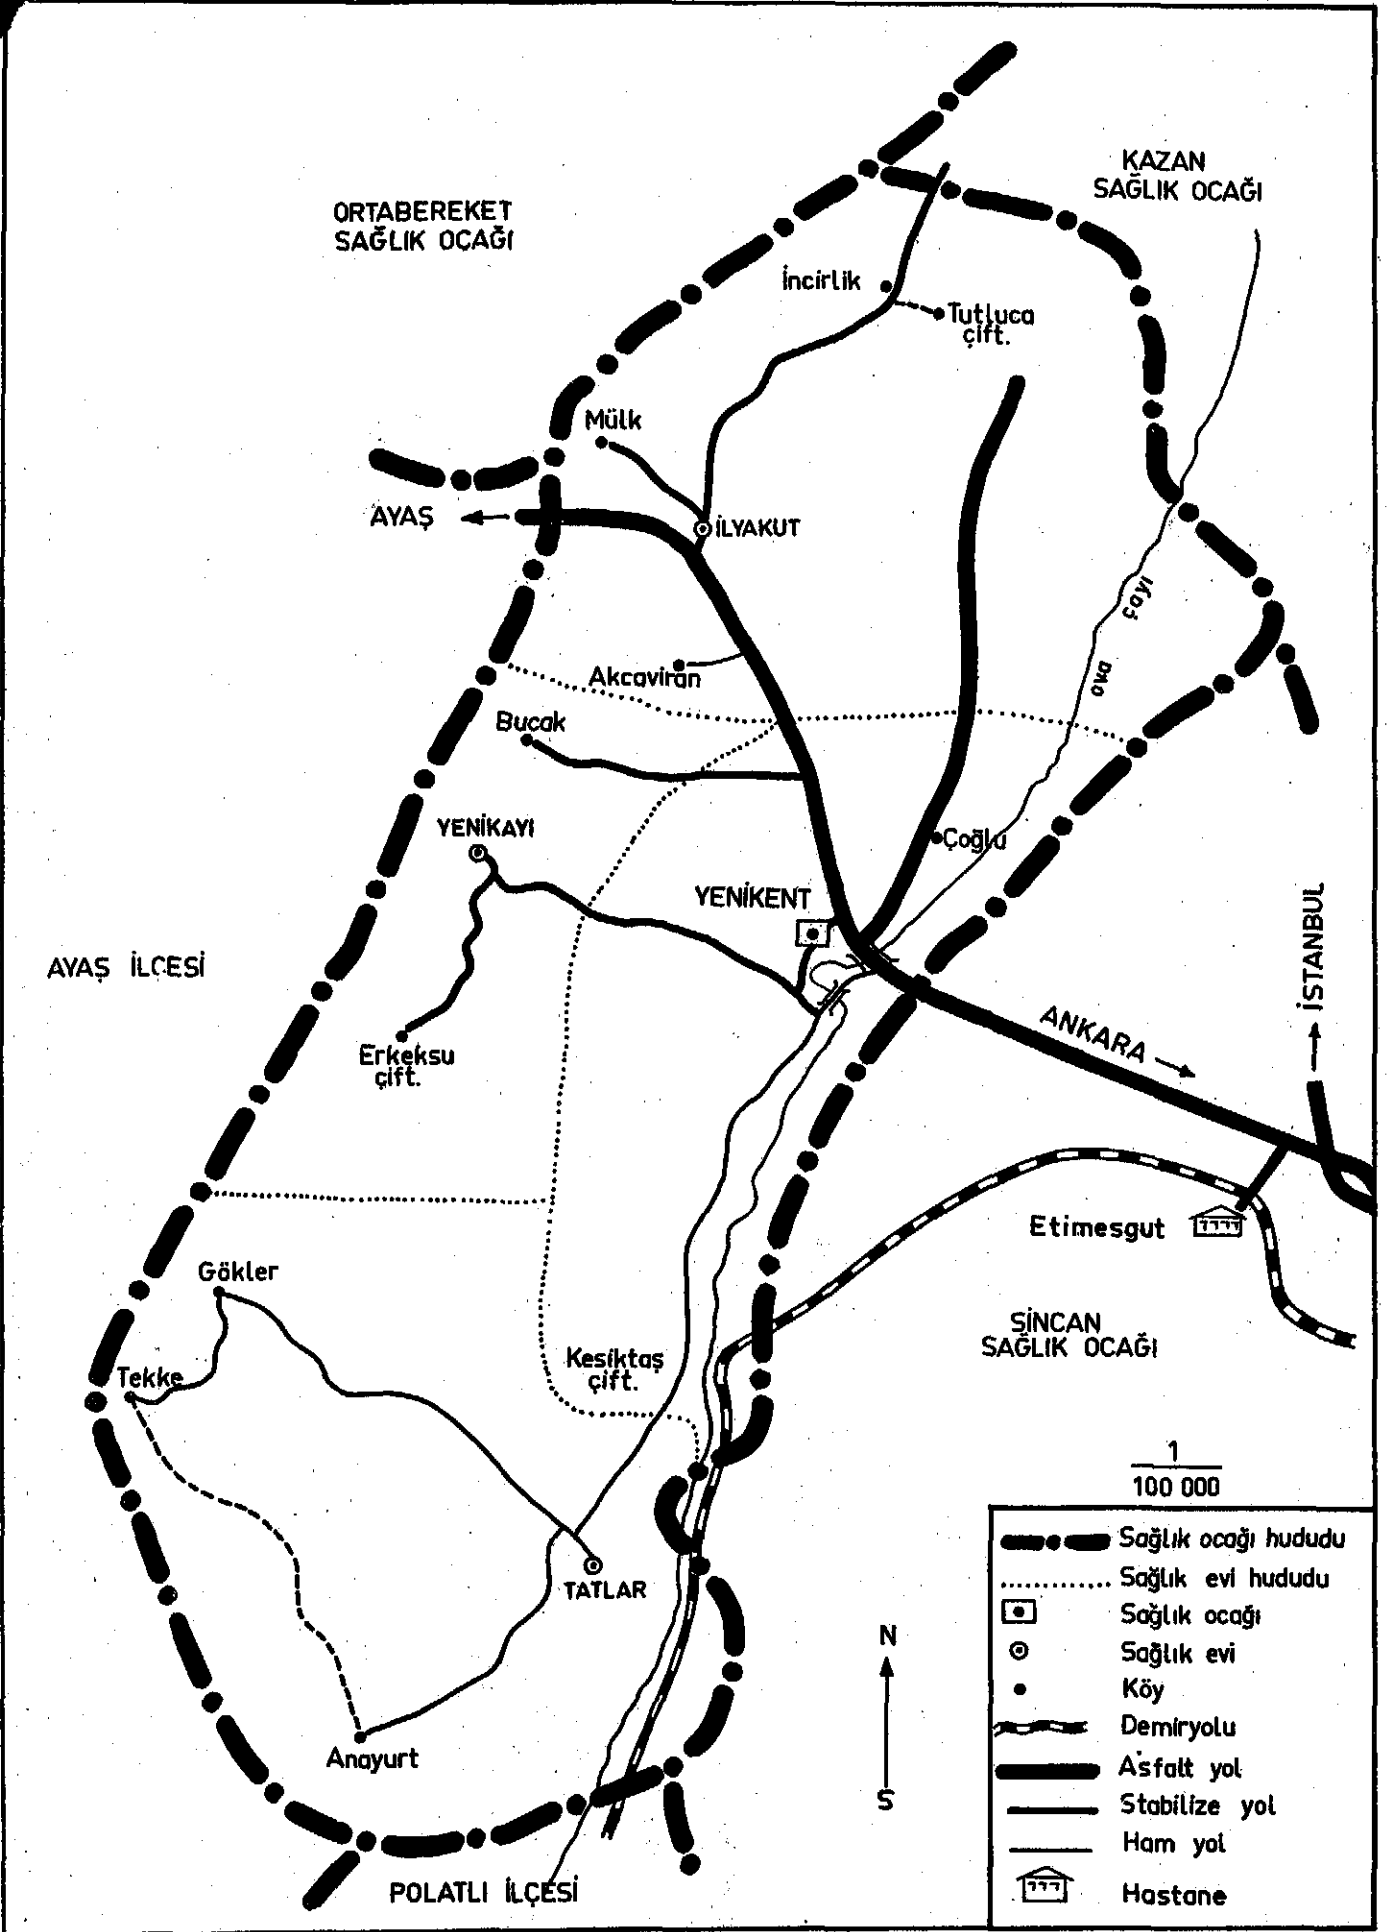 KAZAN
SAĞLIK OCAĞI
ORTABEREKET
SAĞLIK OCAĞI
İncirlik
Tutluca
çift.
Mülk
AYAŞ
İLYAKUT
çayı
ova
Akcaviran
Bucak
YENİKAYI
Çoğlu
YENİKENT
AYAŞ İLÇESİ
İSTANBUL
ANKARA
Erkeksu
çift.
Etimesgut
Gökler
SİNCAN
SAĞLIK OCAĞI
Kesiktaş
çift.
Tekke
1
100 000
Sağlık ocağı hududu
Sağlık evi hududu
TATLAR
Sağlık ocağı
N
Sağlık evi
Köy
Demiryolu
Anayurt
Asfalt yol
S
Stabilize yol
Ham yol
POLATLI İLÇESİ
Hastane